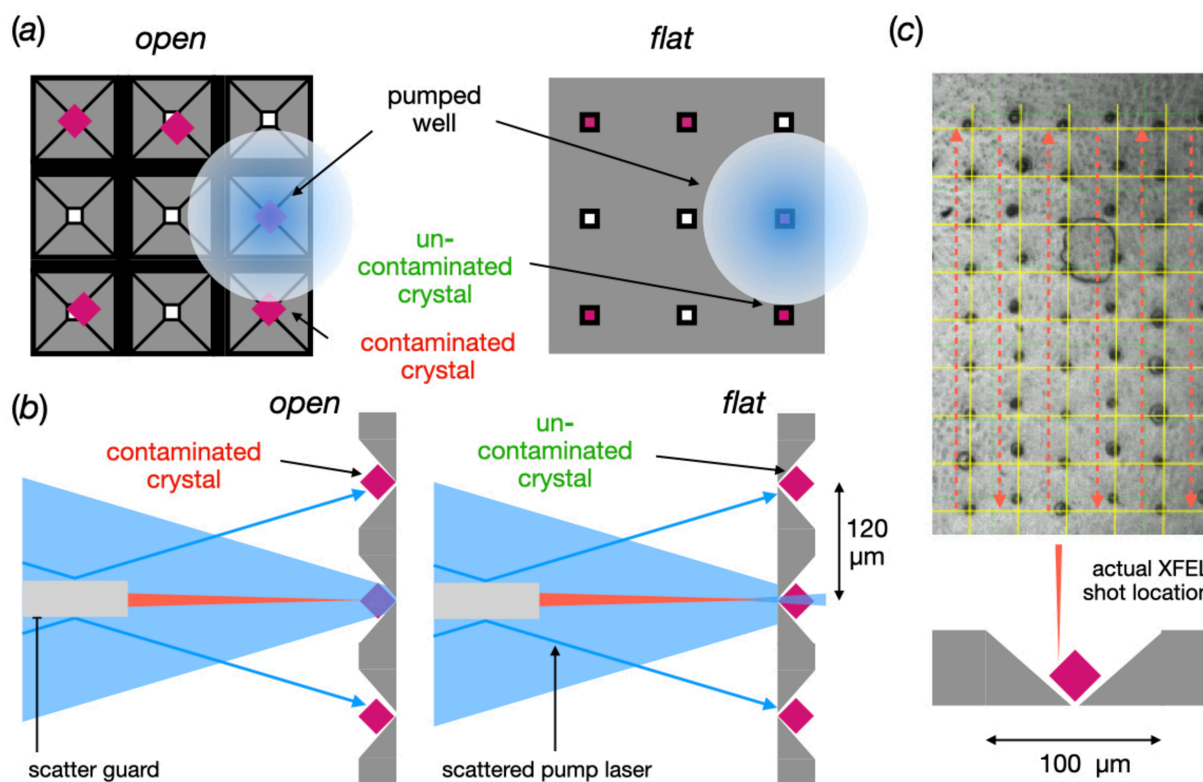 (a)
open
flat
(c)
pumped
well
un-
contaminated
crystal
contaminated
crystal
(b)
open
flat
contaminated
crystal
un-
contaminated
crystal
120
µm
scatter guard
scattered pump laser
actual XFEL
shot location
100 µm